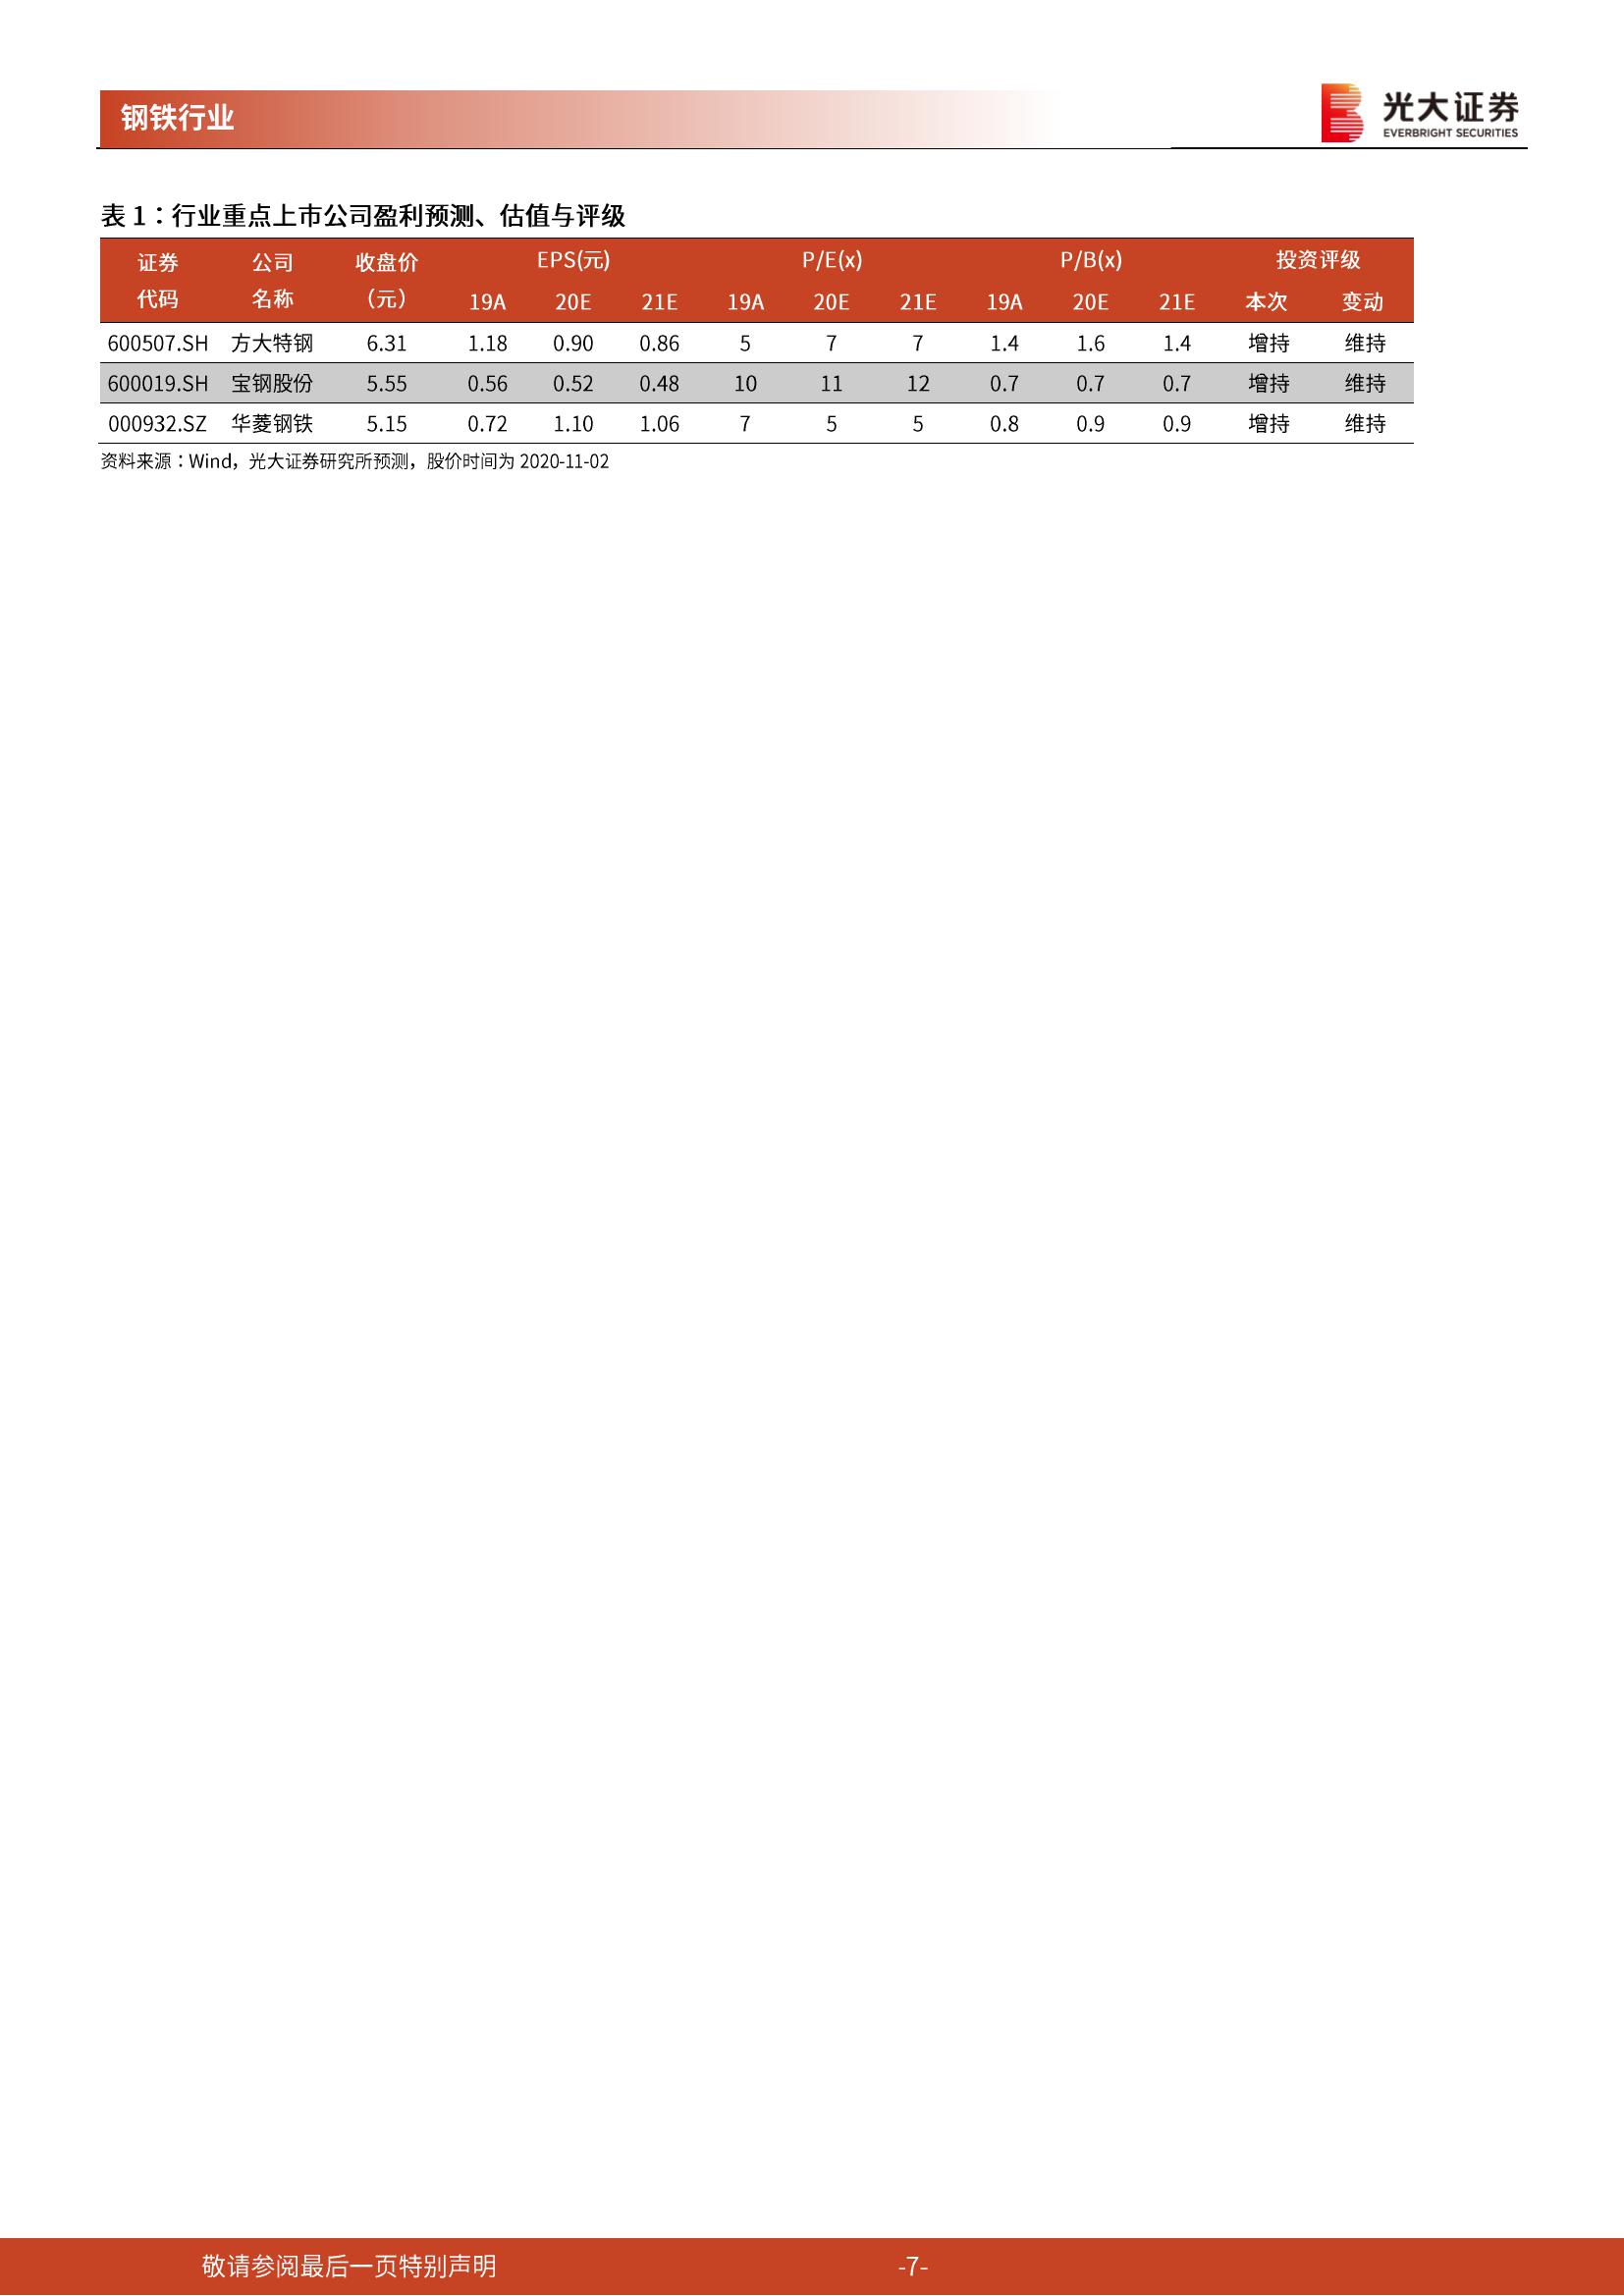 钢铁行业
光大证券
EVERBRIGHT SECURITIES
表 1：行业重点上市公司盈利预测、估值与评级
证券 公司 收盘价 EPS(元) P/E(x) P/B(x) 投资评级
代码 名称 （元） 19A 20E 21E 19A 20E 21E 19A 20E 21E 本次 变动
600507.SH 方大特钢 6.31 1.18 0.90 0.86 5 7 7 1.4 1.6 1.4 增持 维持
600019.SH 宝钢股份 5.55 0.56 0.52 0.48 10 11 12 0.7 0.7 0.7 增持 维持
000932.SZ 华菱钢铁 5.15 0.72 1.10 1.06 7 5 5 0.8 0.9 0.9 增持 维持
资料来源：Wind，光大证券研究所预测，股价时间为 2020-11-02
敬请参阅最后一页特别声明 -7-